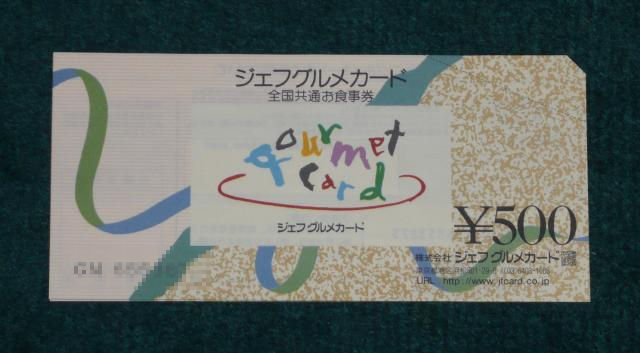 ジェフグルメカード
全国共通お食事券
gourmet
card
ジェフグルメカード
¥500
株式会社 ジェフグルメカード
URL http://www.jfcard.co.jp
GM